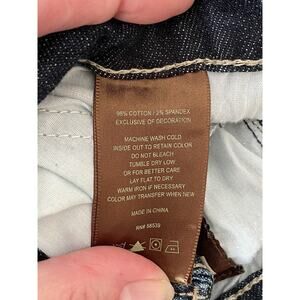 98% COTTON / 2% SPANDEX
EXCLUSIVE OF DECORATION
MACHINE WASH COLD
INSIDE OUT TO RETAIN COLOR
DO NOT BLEACH
TUMBLE DRY LOW
OR FOR BETTER CARE
LAY FLAT TO DRY
WARM IRON IF NECESSARY
COLOR MAY TRANSFER WHEN NEW
MADE IN CHINA
RN# 58539